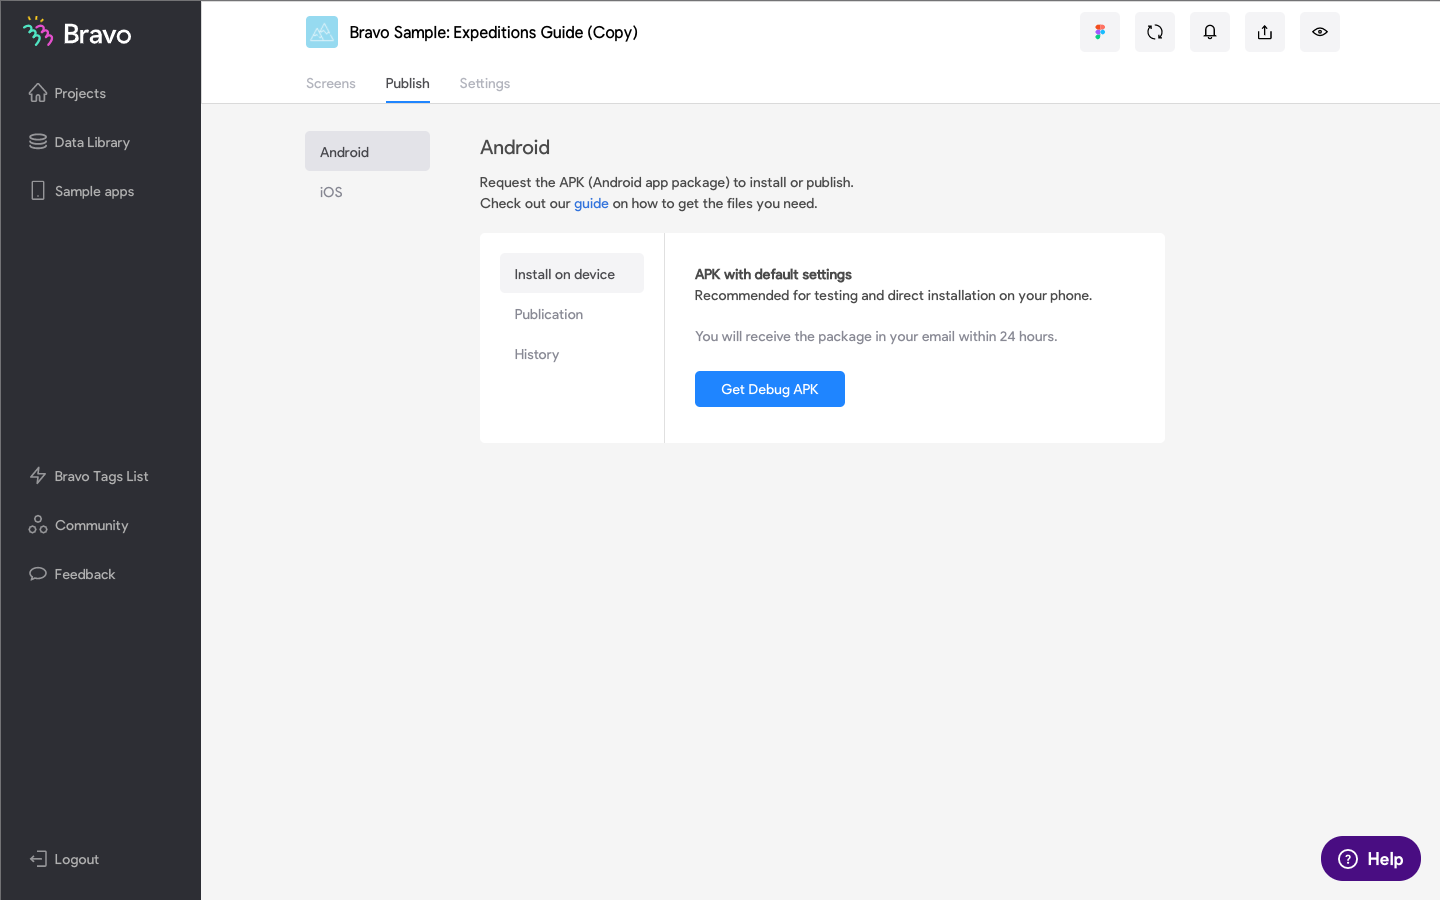 Bravo
Projects
Data Library
Sample apps
Bravo Tags List
Community
Feedback
Logout
Bravo Sample: Expeditions Guide (Copy)
Screens
Publish
Settings
Android
iOS
Android
Request the APK (Android app package) to install or publish.
Check out our guide on how to get the files you need.
Install on device
Publication
History
APK with default settings
Recommended for testing and direct installation on your phone.
You will receive the package in your email within 24 hours.
Get Debug APK
? Help